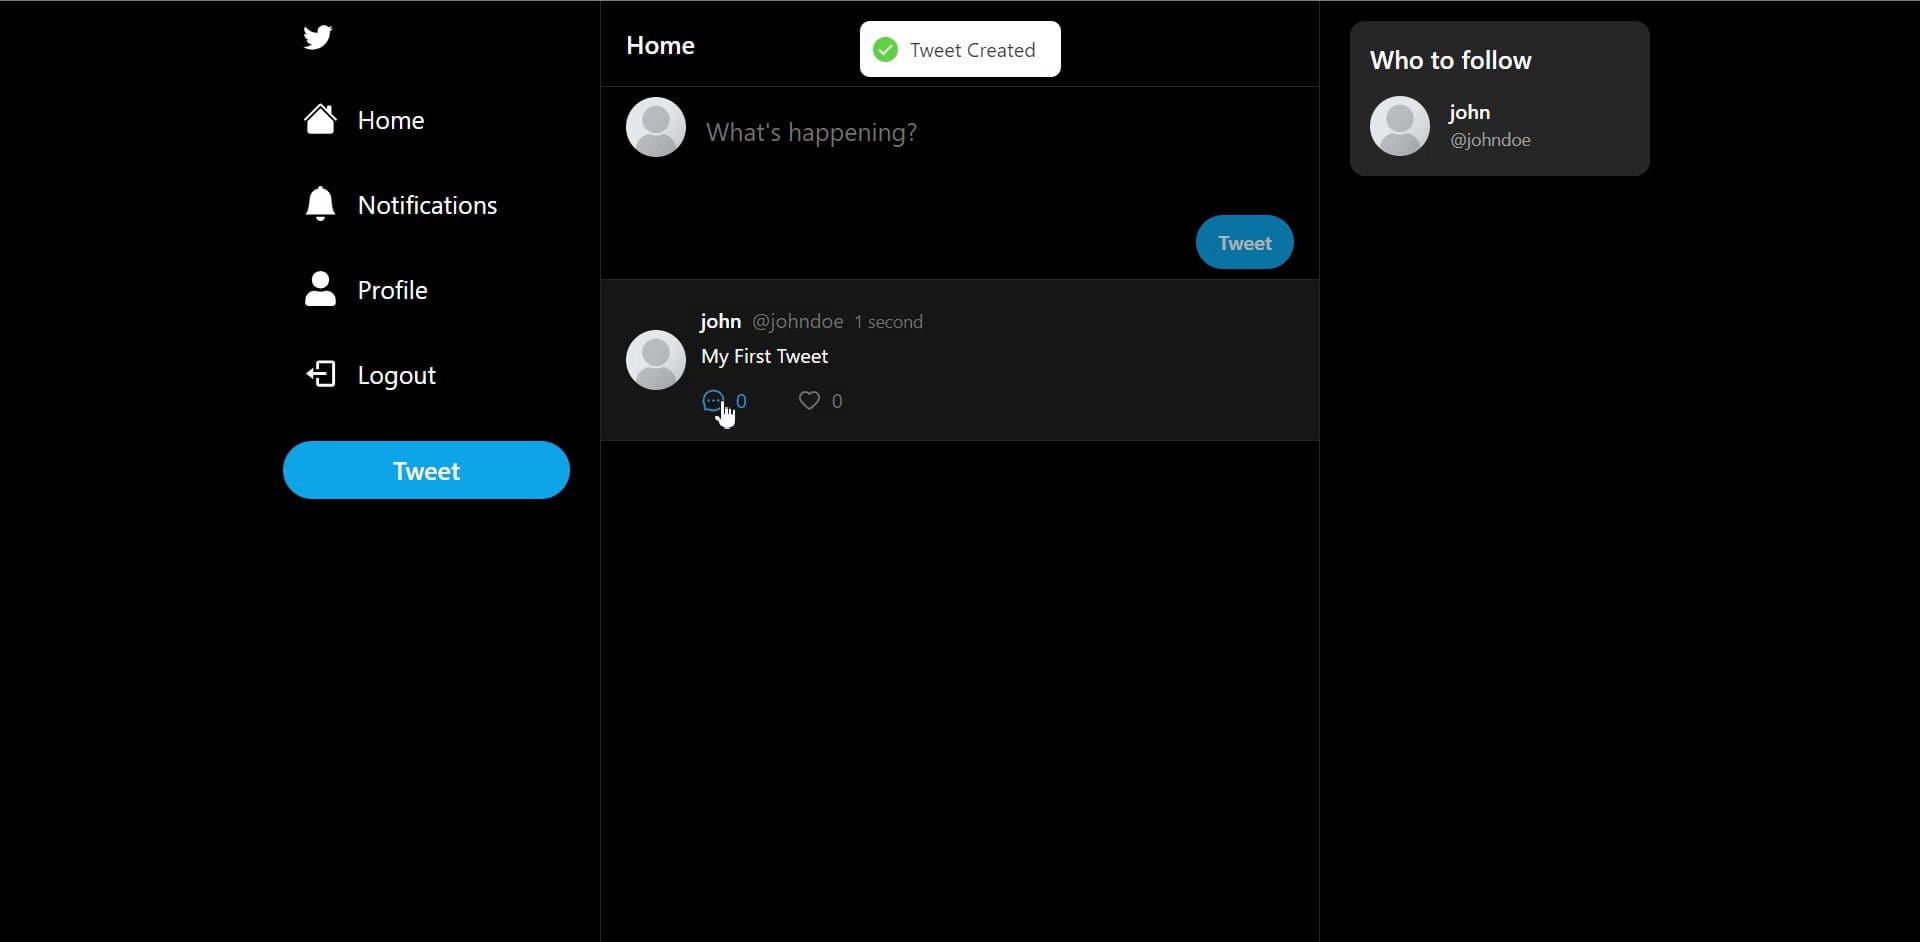 Home
Notifications
Profile
Logout
Tweet
Home
Tweet Created
What's happening?
Tweet
john @johndoe 1 second
My First Tweet
0 0
Who to follow
john
@johndoe